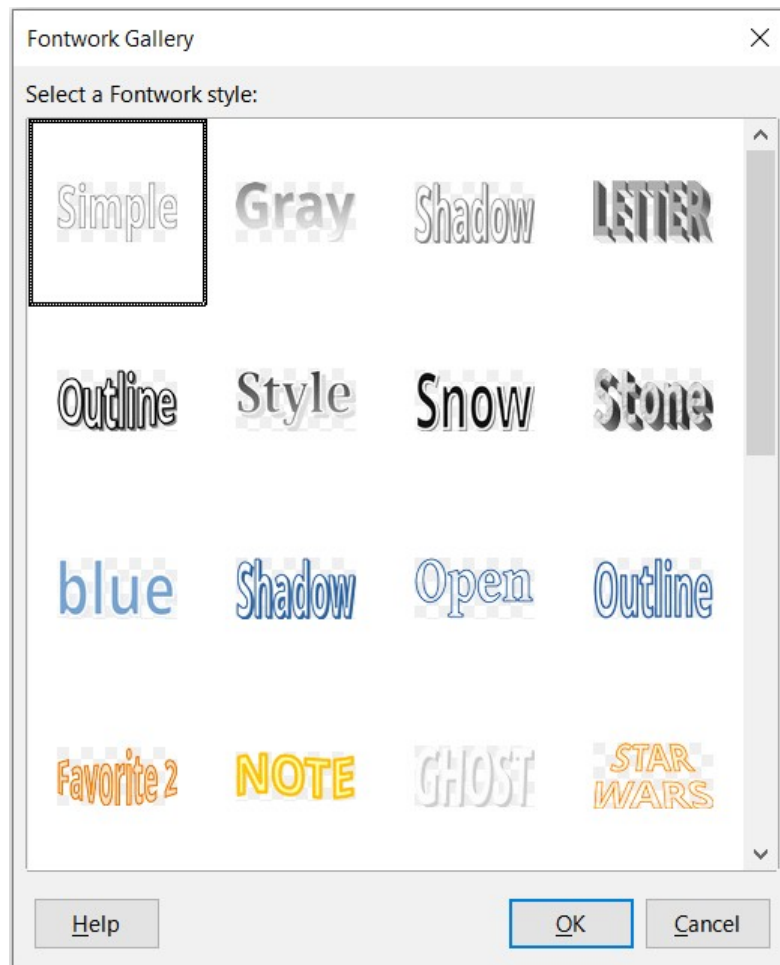 Fontwork Gallery
Select a Fontwork style:
Simple Gray Shadow LETTER
Outline Style Snow Stone
blue Shadow Open Outline
Favorite 2 NOTE GHOST STAR
WARS
Help OK Cancel